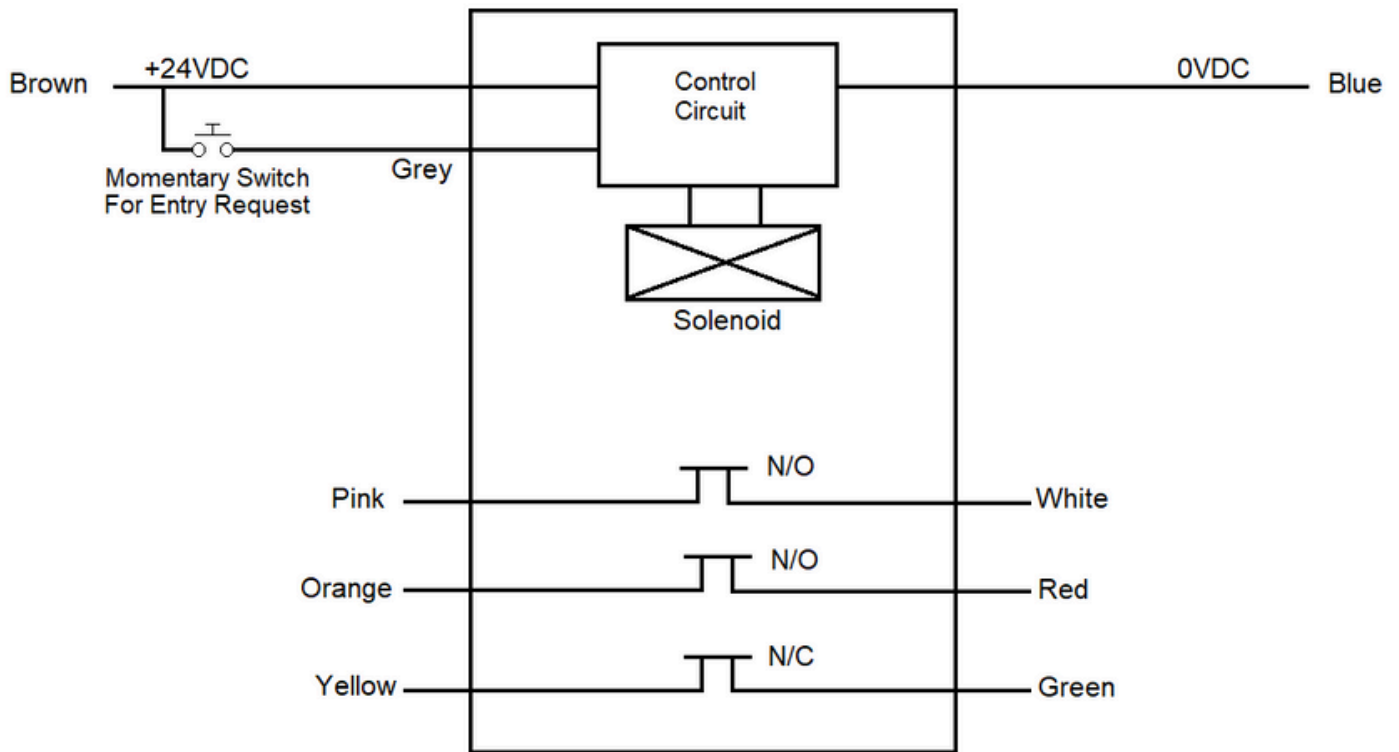 +24VDC
0VDC
Brown
Control
Circuit
Blue
Grey
Momentary Switch
For Entry Request
Solenoid
N/O
Pink
White
N/O
Orange
Red
N/C
Yellow
Green